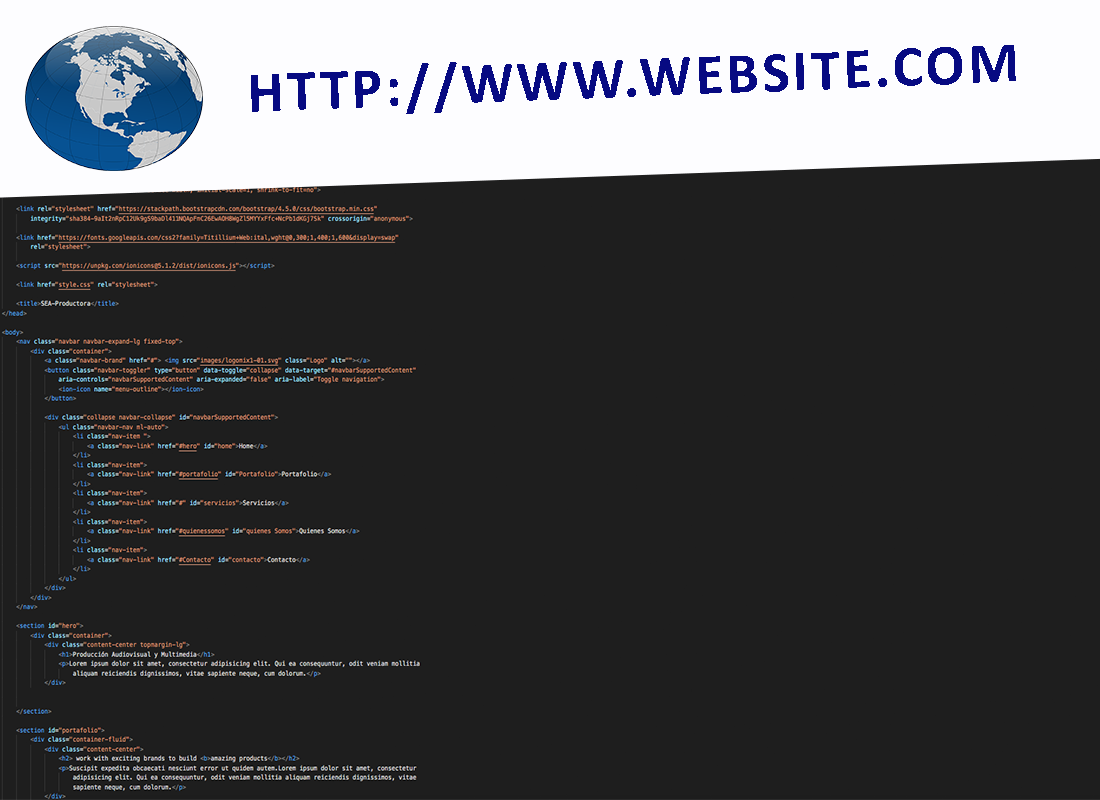 HTTP://WWW.WEBSITE.COM
shrink-to-fit=no">
<link rel="stylesheet" href="https://stackpath.bootstrapcdn.com/bootstrap/4.5.0/css/bootstrap.min.css"
integrity="sha384-9aIt2nRpC12Uk9gS9baDl411NQApFmC26EwAOH8WgZl5MYYxFfc+NcPb1dKGj7Sk" crossorigin="anonymous">
<link href="https://fonts.googleapis.com/css2?family=Titillium+Web:ital,wght@0,300;1,400;1,600&display=swap"
rel="stylesheet">
<script src="https://unpkg.com/ionicons@5.1.2/dist/ionicons.js"></script>
<link href="style.css" rel="stylesheet">
<title>SEA-Productora</title>
</head>
<body>
<nav class="navbar navbar-expand-lg fixed-top">
<div class="container">
<a class="navbar-brand" href="#"> <img src="images/logomix1-01.svg" class="Logo" alt=""></a>
<button class="navbar-toggler" type="button" data-toggle="collapse" data-target="#navbarSupportedContent"
aria-controls="navbarSupportedContent" aria-expanded="false" aria-label="Toggle navigation">
<ion-icon name="menu-outline"></ion-icon>
</button>
<div class="collapse navbar-collapse" id="navbarSupportedContent">
<ul class="navbar-nav ml-auto">
<li class="nav-item ">
<a class="nav-link" href="#hero" id="home">Home</a>
</li>
<li class="nav-item">
<a class="nav-link" href="#portafolio" id="Portafolio">Portafolio</a>
</li>
<li class="nav-item">
<a class="nav-link" href="#" id="servicios">Servicios</a>
</li>
<li class="nav-item">
<a class="nav-link" href="#quienessomos" id="quienes Somos">Quienes Somos</a>
</li>
<li class="nav-item">
<a class="nav-link" href="#Contacto" id="contacto">Contacto</a>
</li>
</ul>
</div>
</div>
</nav>
<section id="hero">
<div class="container">
<div class="content-center topmargin-lg">
<h1>Producción Audiovisual y Multimedia</h1>
<p>Lorem ipsum dolor sit amet, consectetur adipisicing elit. Qui ea consequuntur, odit veniam mollitia
aliquam reiciendis dignissimos, vitae sapiente neque, cum dolorum.</p>
</div>
</section>
<section id="portafolio">
<div class="container-fluid">
<div class="content-center">
<h2> work with exciting brands to build <b>amazing products</b></h2>
<p>Suscipit expedita obcaecati nesciunt error ut quidem autem.Lorem ipsum dolor sit amet, consectetur
adipisicing elit. Qui ea consequuntur, odit veniam mollitia aliquam reiciendis dignissimos, vitae
sapiente neque, cum dolorum.</p>
</div>